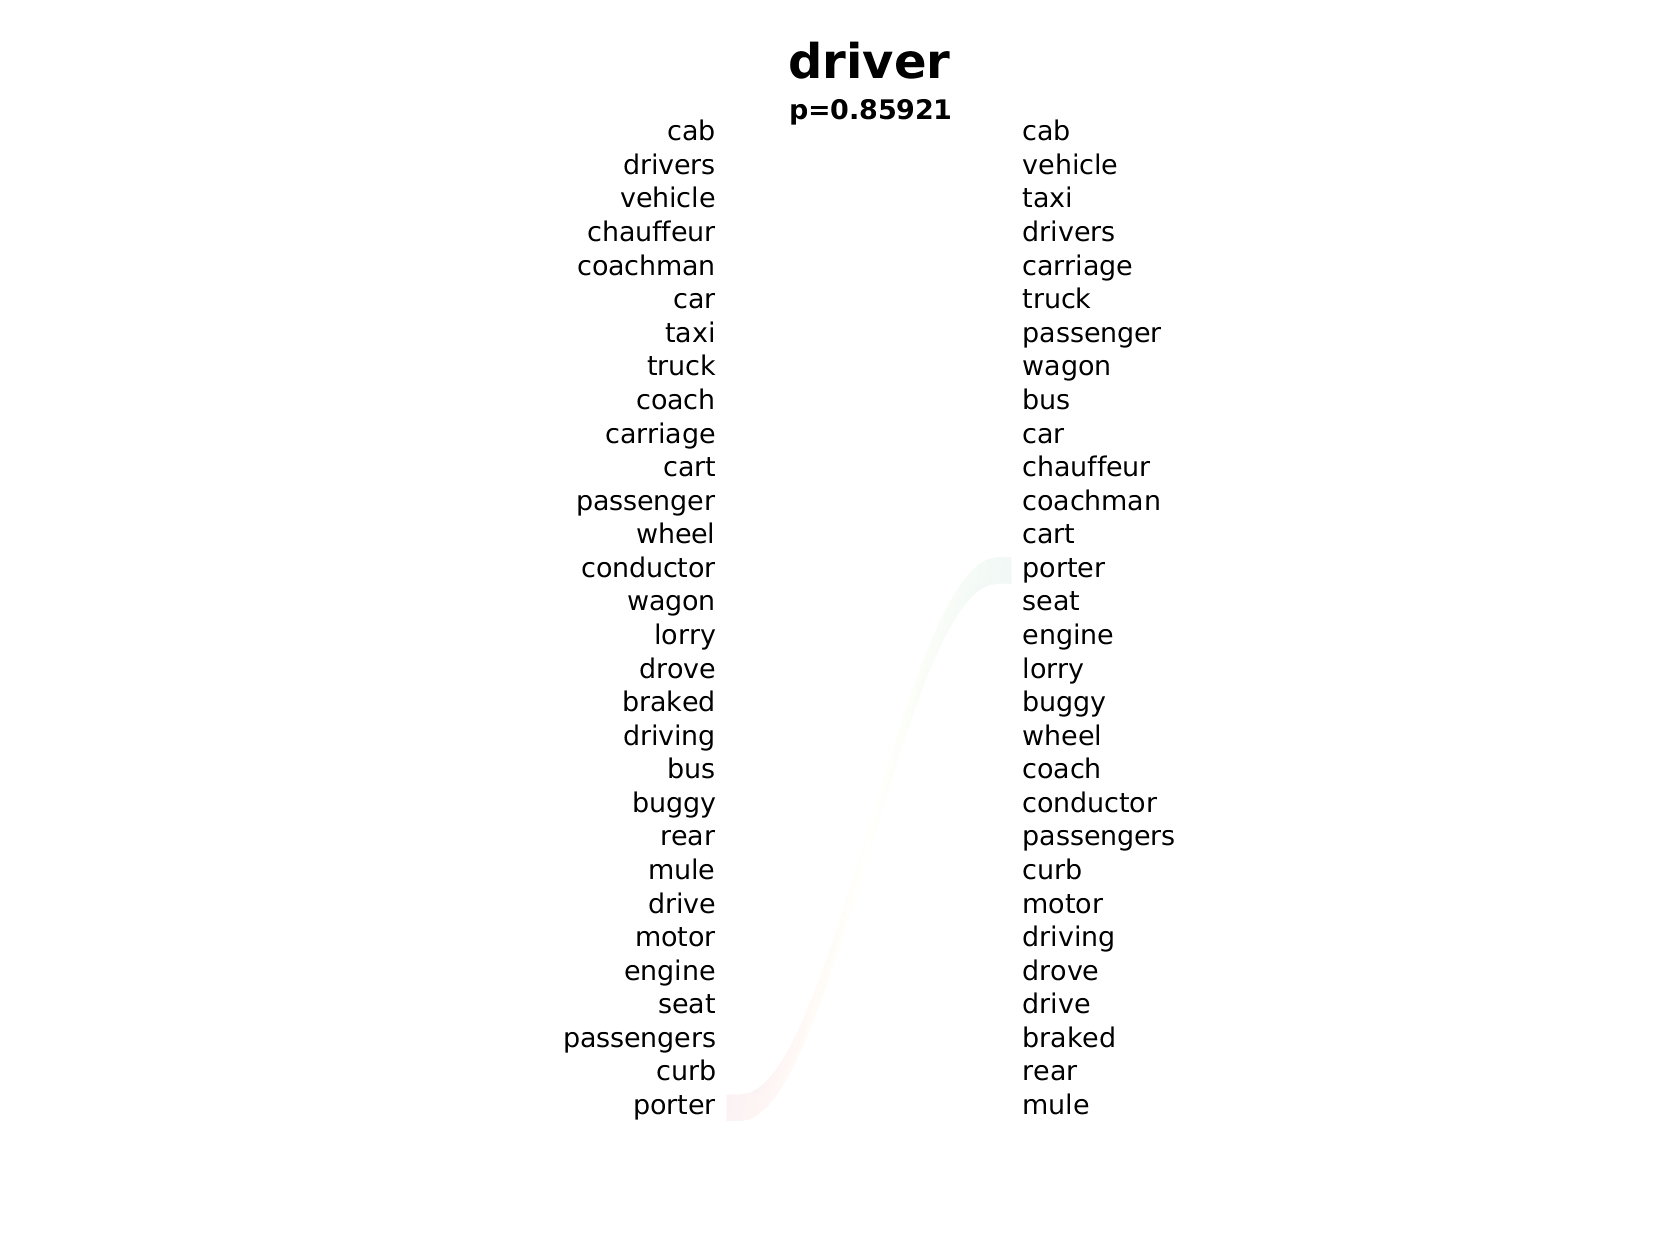 driver
p=0.85921
cab cab
drivers vehicle
vehicle taxi
chauffeur drivers
coachman carriage
car truck
taxi passenger
truck wagon
coach bus
carriage car
cart chauffeur
passenger coachman
wheel cart
conductor porter
wagon seat
lorry engine
drove lorry
braked buggy
driving wheel
bus coach
buggy conductor
rear passengers
mule curb
drive motor
motor driving
engine drove
seat drive
passengers braked
curb rear
porter mule